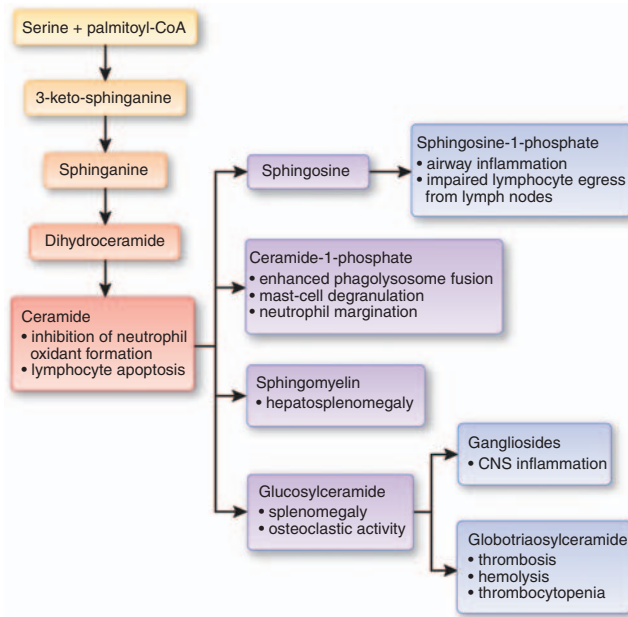 Serine + palmitoyl-CoA
3-keto-sphinganine
Sphinganine
Dihydroceramide
Ceramide
• inhibition of neutrophil
oxidant formation
• lymphocyte apoptosis
Sphingosine
Sphingosine-1-phosphate
• airway inflammation
• impaired lymphocyte egress
from lymph nodes
Ceramide-1-phosphate
• enhanced phagolysosome fusion
• mast-cell degranulation
• neutrophil margination
Sphingomyelin
• hepatosplenomegaly
Glucosylceramide
• splenomegaly
• osteoclastic activity
Gangliosides
• CNS inflammation
Globotriaosylceramide
• thrombosis
• hemolysis
• thrombocytopenia